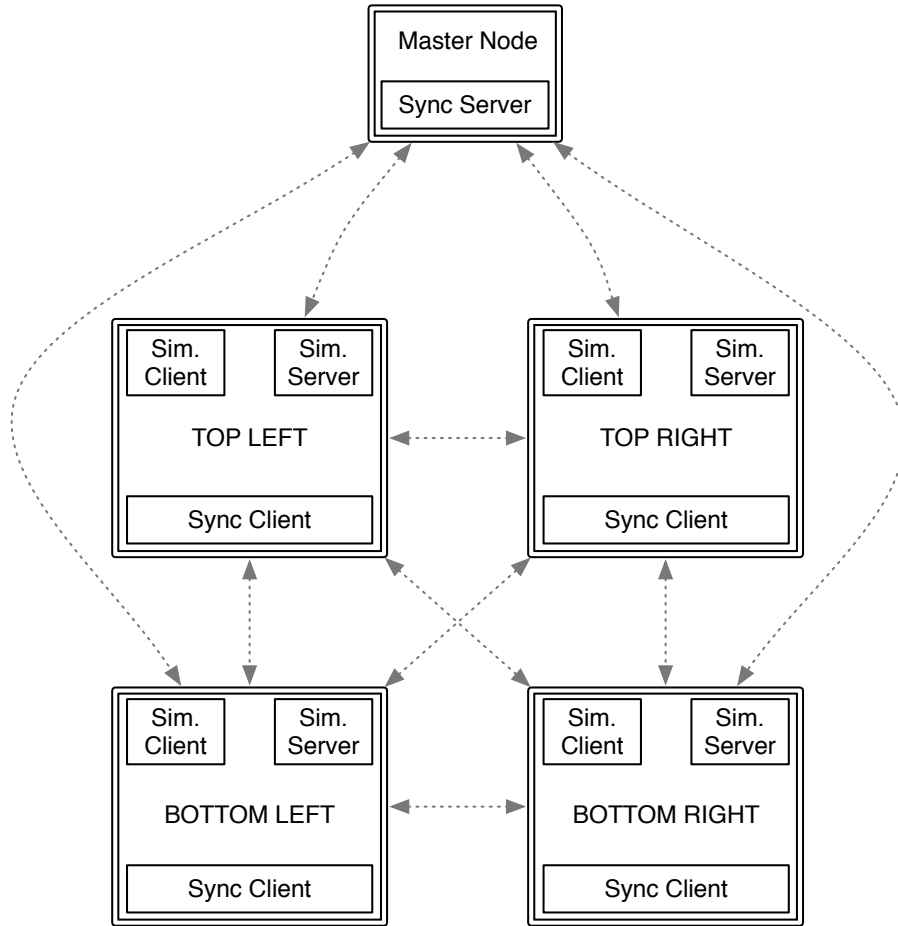 Master Node
Sync Server
Sim.
Client
Sim.
Server
TOP LEFT
Sync Client
Sim.
Client
Sim.
Server
TOP RIGHT
Sync Client
Sim.
Client
Sim.
Server
BOTTOM LEFT
Sync Client
Sim.
Client
Sim.
Server
BOTTOM RIGHT
Sync Client